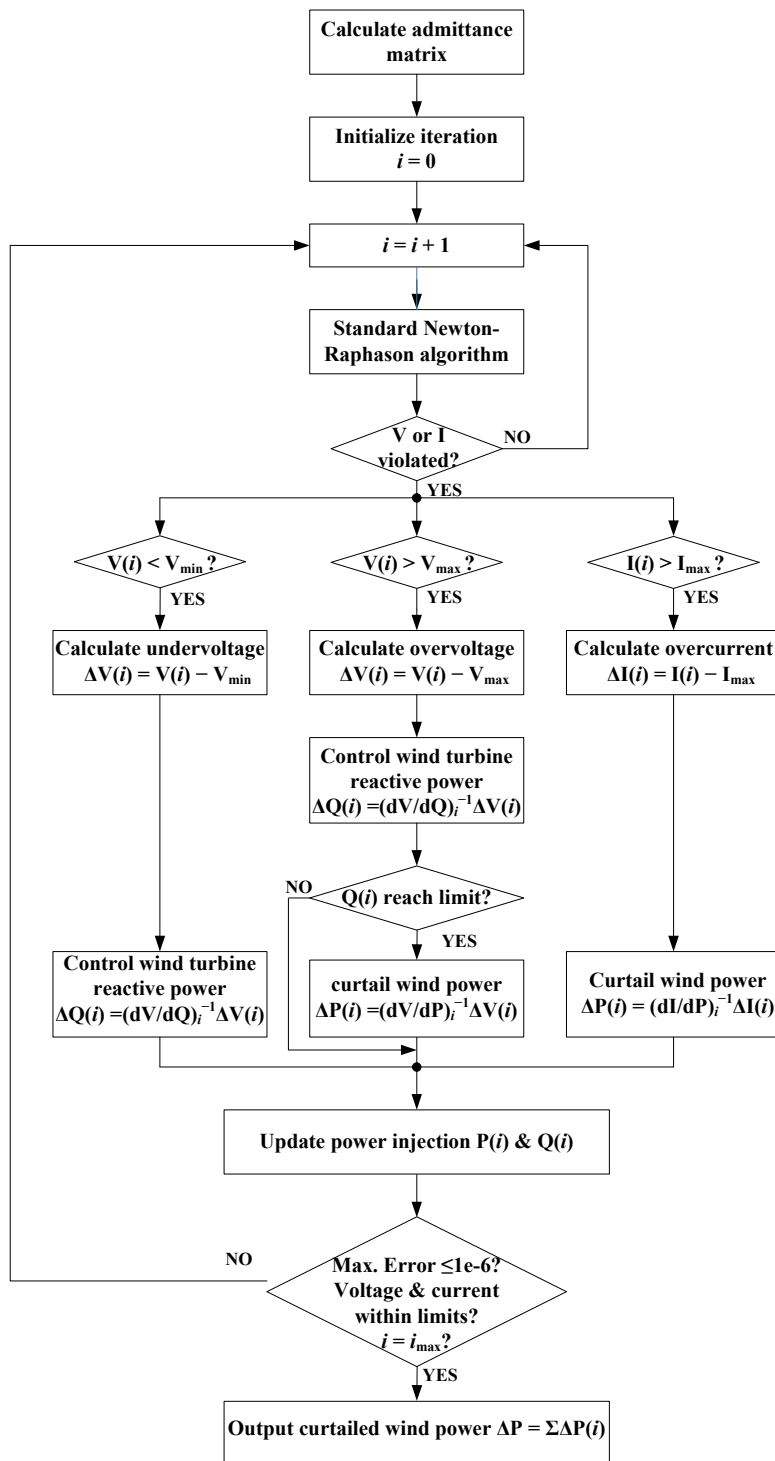 Calculate admittance
matrix
Initialize iteration
i = 0
i = i + 1
Standard Newton-
Raphason algorithm
V or I
violated?
NO
YES
V(i) < Vmin ?
YES
V(i) > Vmax ?
YES
I(i) > Imax ?
YES
Calculate undervoltage
ΔV(i) = V(i) − Vmin
Calculate overvoltage
ΔV(i) = V(i) − Vmax
Calculate overcurrent
ΔI(i) = I(i) − Imax
Control wind turbine
reactive power
ΔQ(i) =(dV/dQ)i⁻¹ΔV(i)
NO
Q(i) reach limit?
YES
Control wind turbine
reactive power
ΔQ(i) =(dV/dQ)i⁻¹ΔV(i)
curtail wind power
ΔP(i) =(dV/dP)i⁻¹ΔV(i)
Curtail wind power
ΔP(i) = (dI/dP)i⁻¹ΔI(i)
Update power injection P(i) & Q(i)
NO
Max. Error ≤1e-6?
Voltage & current
within limits?
i = imax?
YES
Output curtailed wind power ΔP = ΣΔP(i)